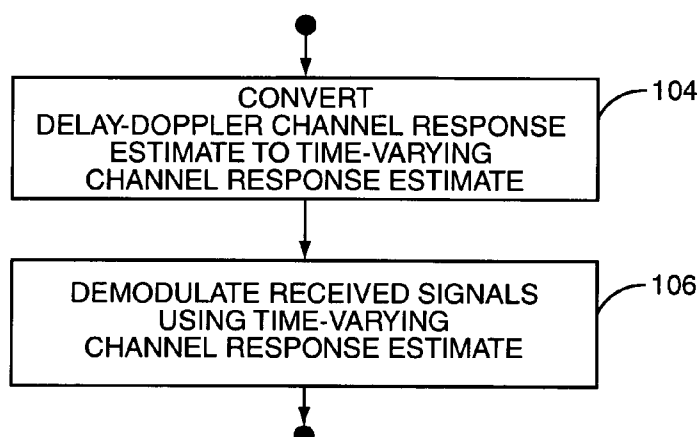 CONVERT
DELAY-DOPPLER CHANNEL RESPONSE
ESTIMATE TO TIME-VARYING
CHANNEL RESPONSE ESTIMATE
104
DEMODULATE RECEIVED SIGNALS
USING TIME-VARYING
CHANNEL RESPONSE ESTIMATE
106